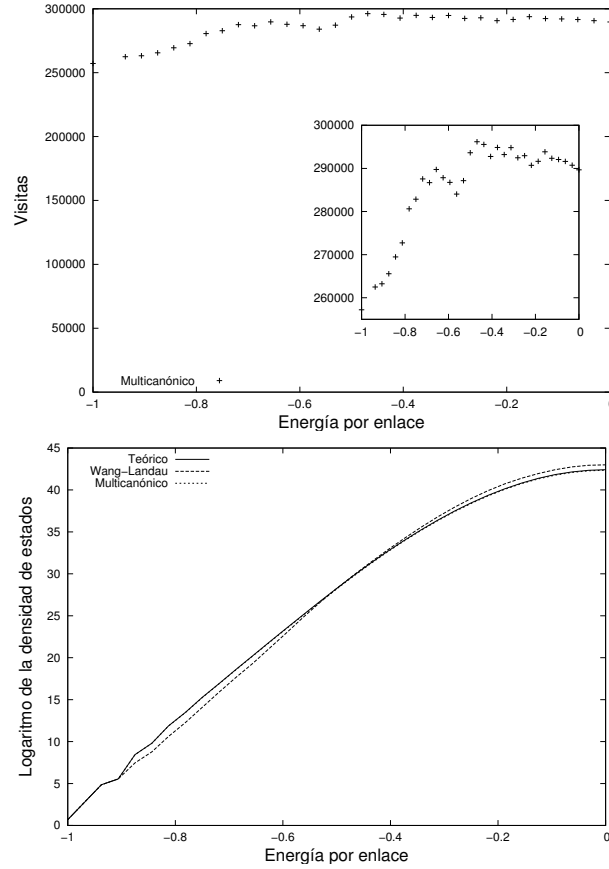 300000
250000
200000
150000
100000
50000
0
Visitas
300000
290000
280000
270000
260000
−1 −0.8 −0.6 −0.4 −0.2 0
Multicanónico
−1 −0.8 −0.6 −0.4 −0.2 0
Energía por enlace
45
40
35
30
25
20
15
10
5
0
Logaritmo de la densidad de estados
Teórico
Wang−Landau
Multicanónico
−1 −0.8 −0.6 −0.4 −0.2 0
Energía por enlace